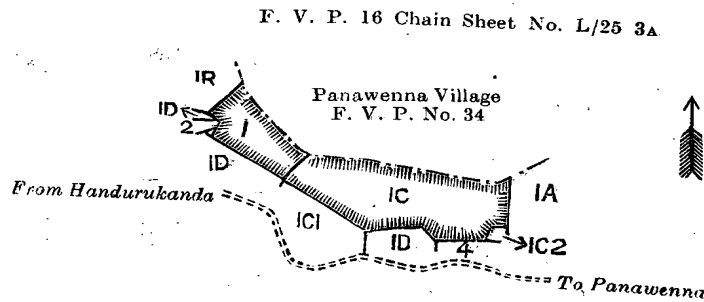 F. V. P. 16 Chain Sheet No. L/25 3A
IR
Panawenna Village
F. V. P. No. 34
ID
2
1
ID
IC
IA
From Handurukanda
ICI
ID
4
IC2
To Panawenna